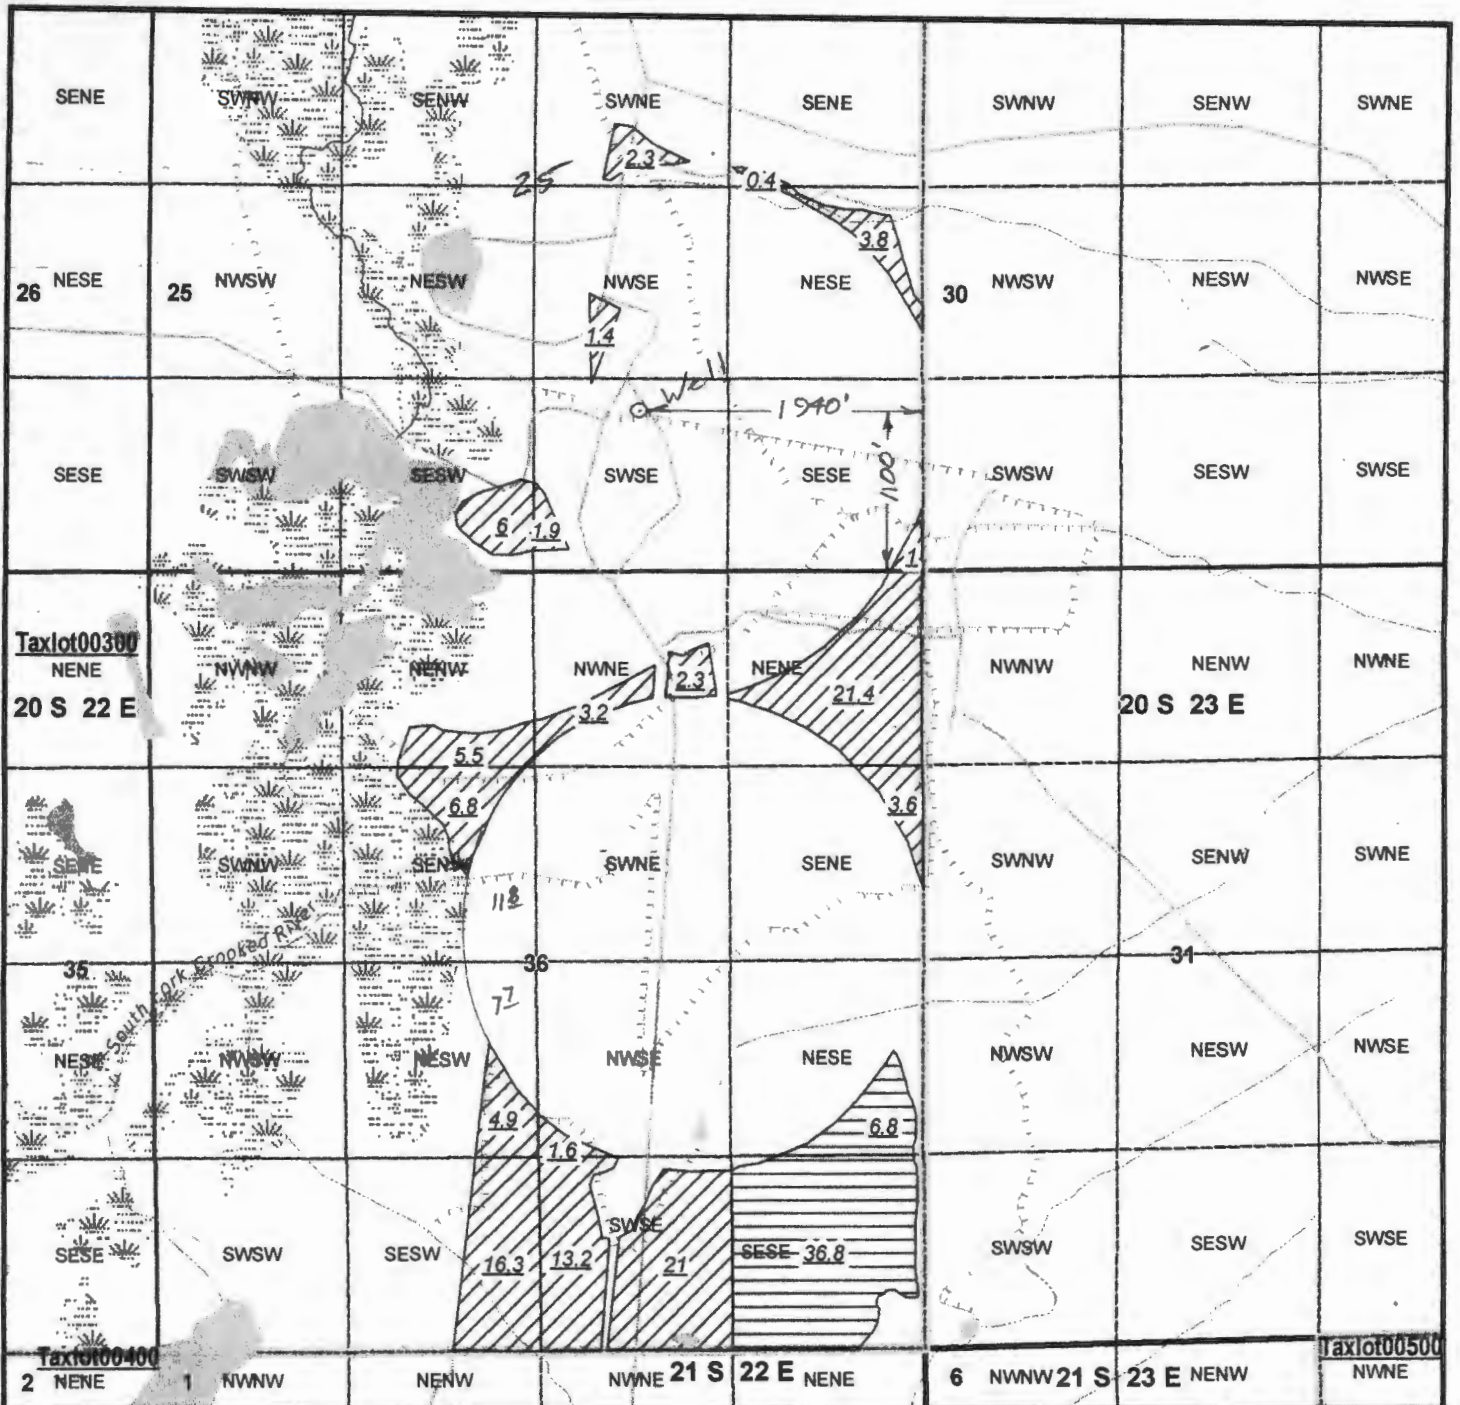 SENE SWNW SENW SWNE SENE SWNW SENW SWNE
2.3
25 0.4
3.8
26 NESE 25 NWSW NESW NWSE NESE 30 NWSW NESW NWSE
1.4
Well
1940'
SESE SWSW SESW SWSE SESE 1100' SWSW SESW SWSE
6 1.9
1
Taxlot00300
NENE NWNW NENW NWNE NENE NWNW NENW NWNE
2.3 21.4
20 S 22 E 3.2 20 S 23 E
5.5
6.8 3.6
SENE SWNW SENW SWNE SENE SWNW SENW SWNE
11 8
South Fork Crooked River
35 36 31
7 7
NESE NWSW NESW NWSE NESE NWSW NESW NWSE
4.9 6.8
1.6
SWSE
SESE SWSW SESW SESE 36.8 SWSW SESW SWSE
16.3 13.2 21
Taxlot00400 Taxlot00500
2 NENE 1 NWNW NENW NWNE 21 S 22 E NENE 6 NWNW 21 S 23 E NENW NWNE